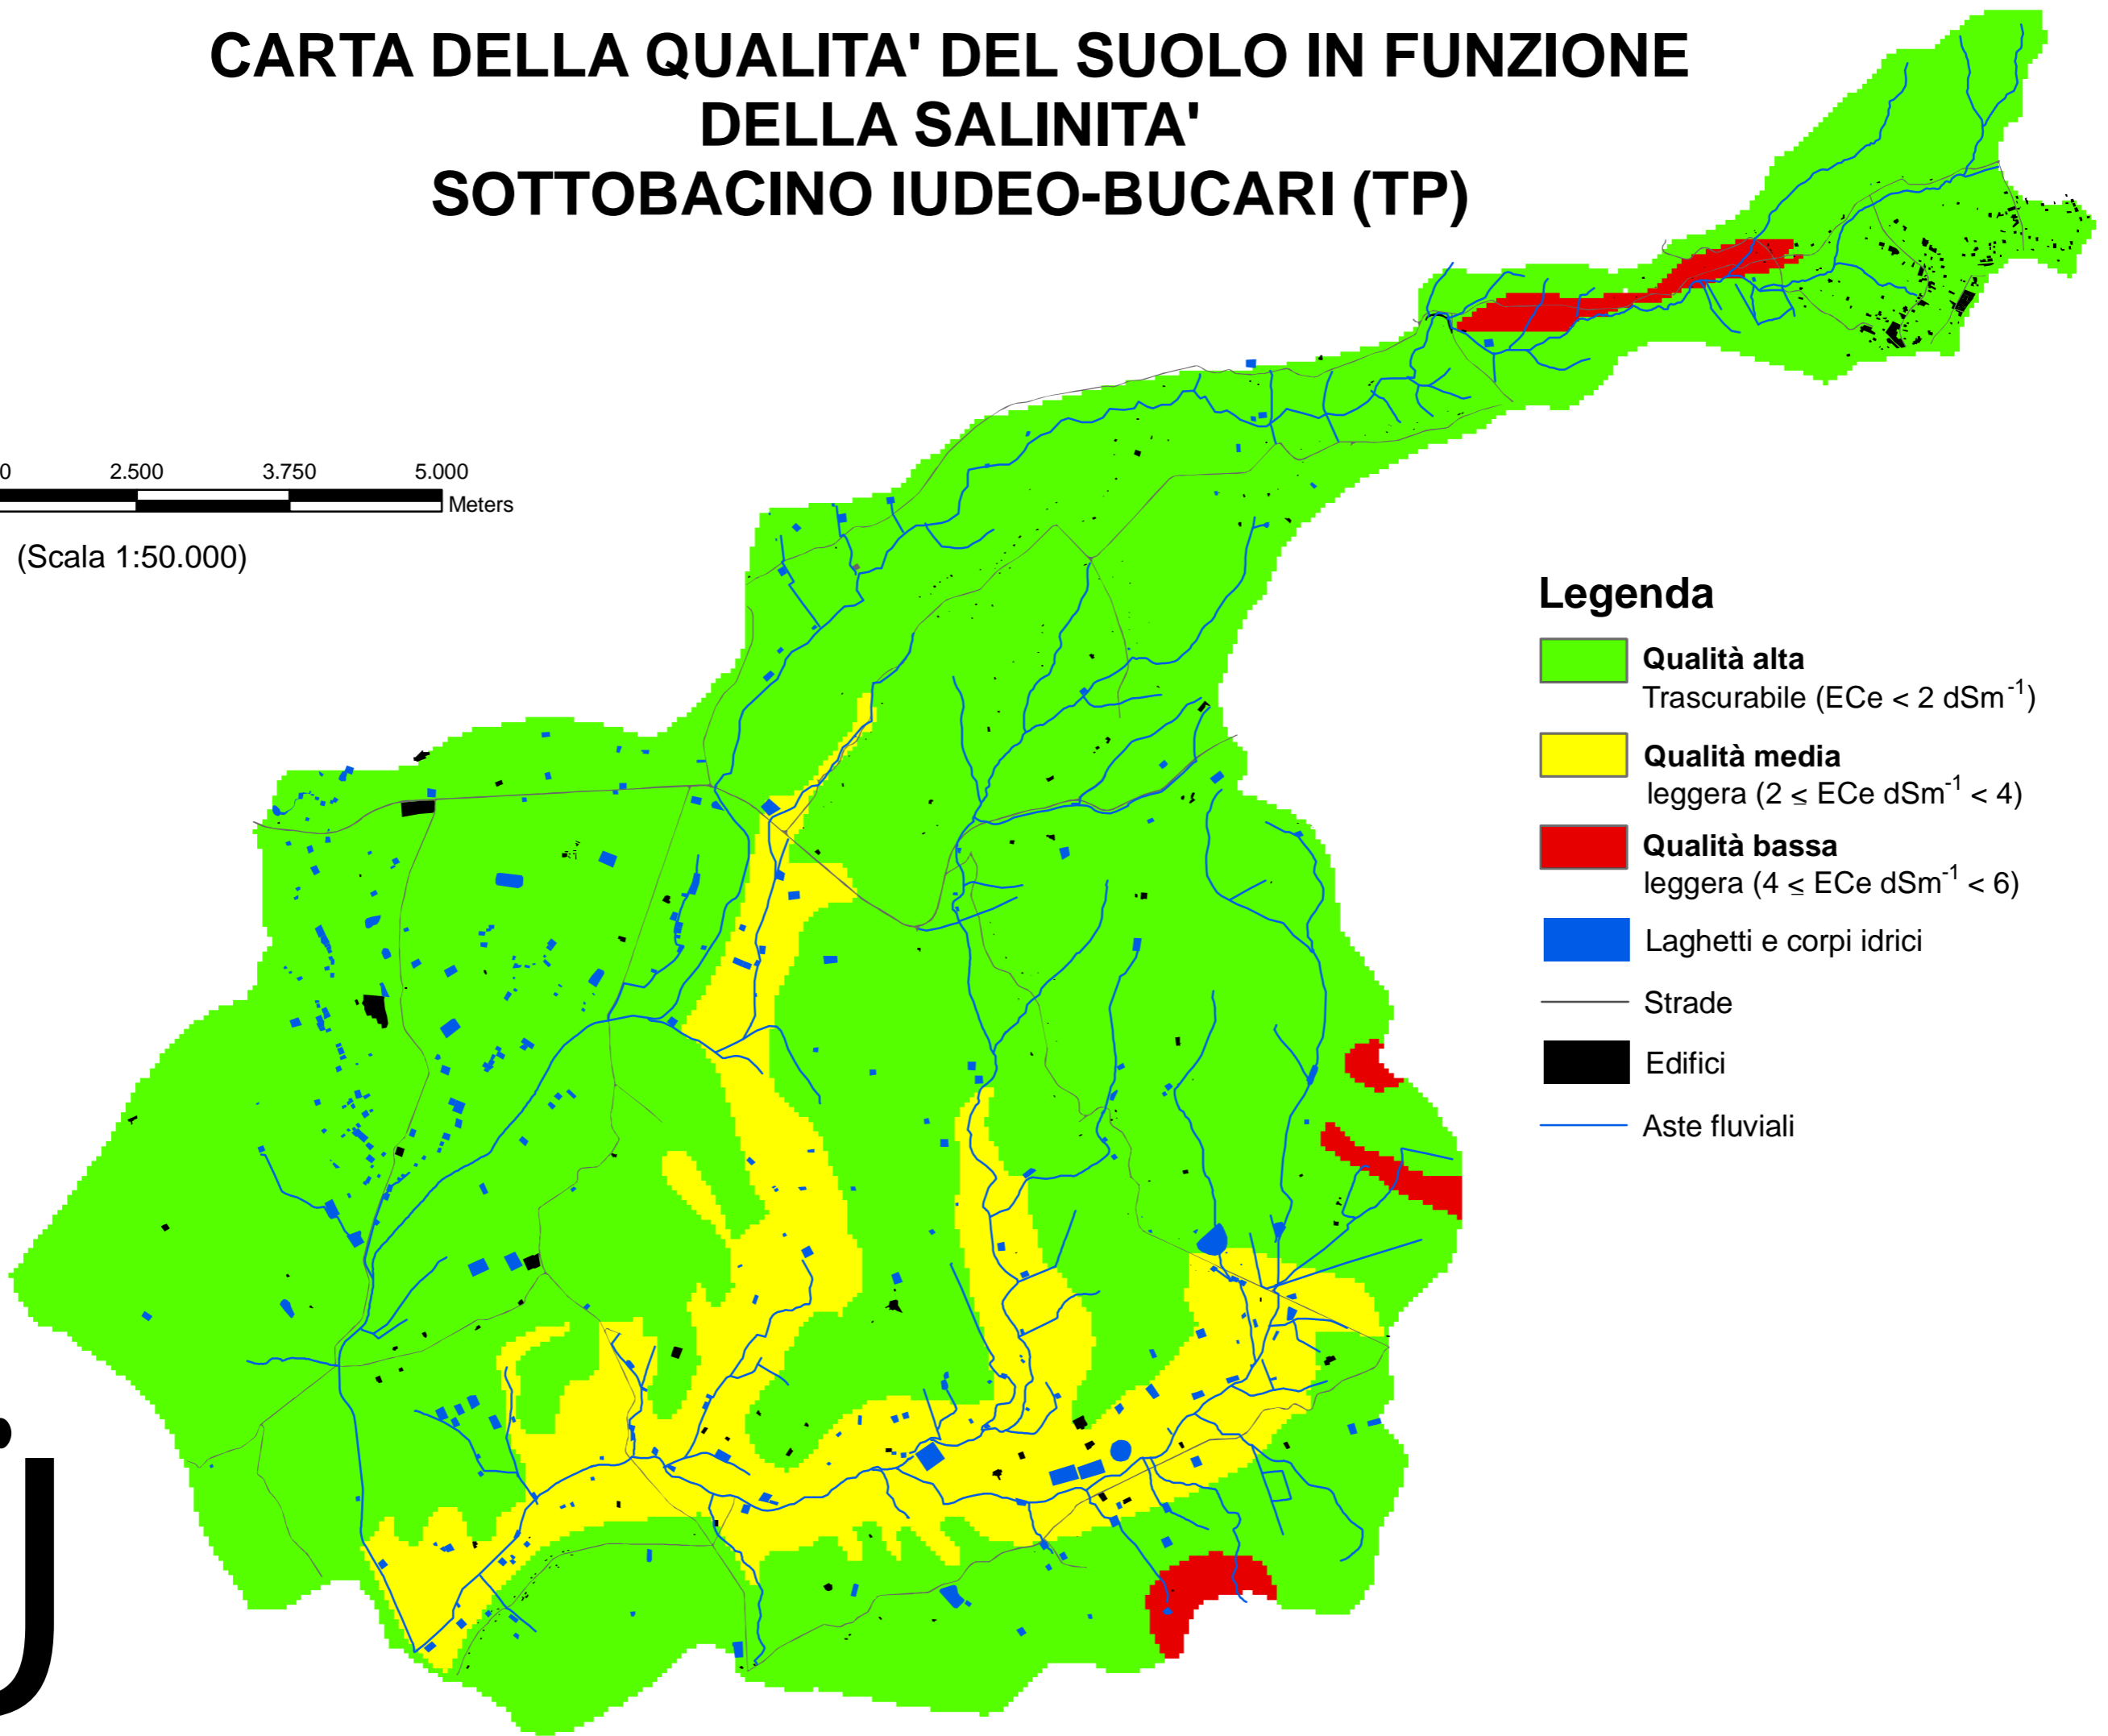 CARTA DELLA QUALITA' DEL SUOLO IN FUNZIONE
DELLA SALINITA'
SOTTOBACINO IUDEO-BUCARI (TP)
0 2.500 3.750 5.000
Meters
(Scala 1:50.000)
Legenda
Qualità alta
Trascurabile (ECe < 2 dSm⁻¹)
Qualità media
leggera (2 ≤ ECe dSm⁻¹ < 4)
Qualità bassa
leggera (4 ≤ ECe dSm⁻¹ < 6)
Laghetti e corpi idrici
Strade
Edifici
Aste fluviali
j